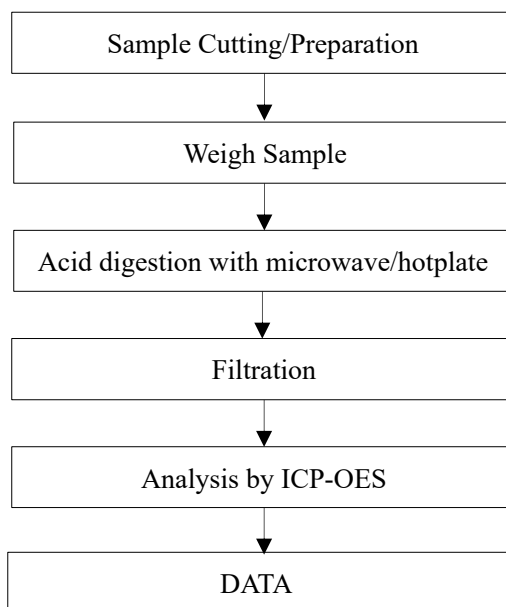 Sample Cutting/Preparation
Weigh Sample
Acid digestion with microwave/hotplate
Filtration
Analysis by ICP-OES
DATA